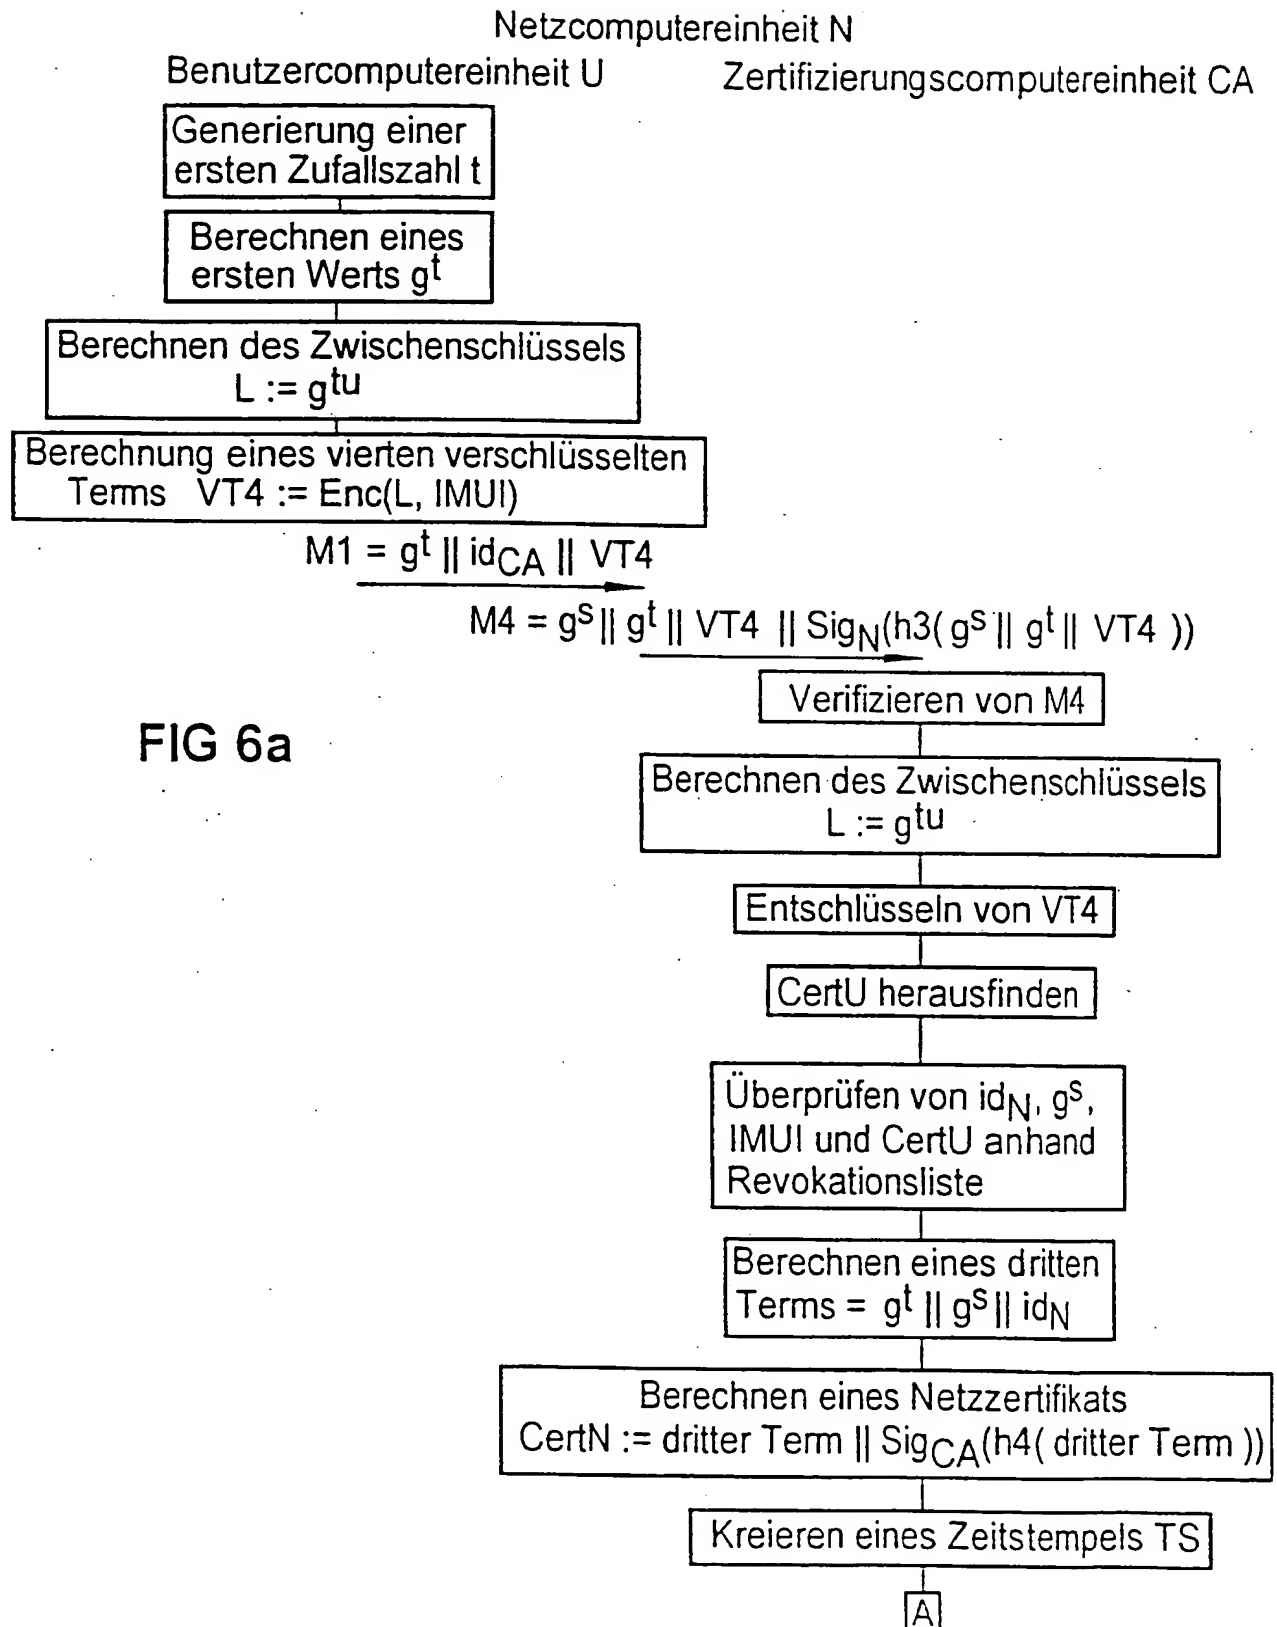 Netzcomputereinheit N
Benutzercomputereinheit U
Zertifizierungscomputereinheit CA
Generierung einer
ersten Zufallszahl t
Berechnen eines
ersten Werts g^t
Berechnen des Zwischenschlüssels
L := g^tu
Berechnung eines vierten verschlüsselten
Terms VT4 := Enc(L, IMUI)
M1 = g^t || id_CA || VT4
M4 = g^s || g^t || VT4 || Sig_N(h3( g^s || g^t || VT4 ))
Verifizieren von M4
FIG 6a
Berechnen des Zwischenschlüssels
L := g^tu
Entschlüsseln von VT4
CertU herausfinden
Überprüfen von id_N, g^s,
IMUI und CertU anhand
Revokationsliste
Berechnen eines dritten
Terms = g^t || g^s || id_N
Berechnen eines Netzzertifikats
CertN := dritter Term || Sig_CA(h4( dritter Term ))
Kreieren eines Zeitstempels TS
A